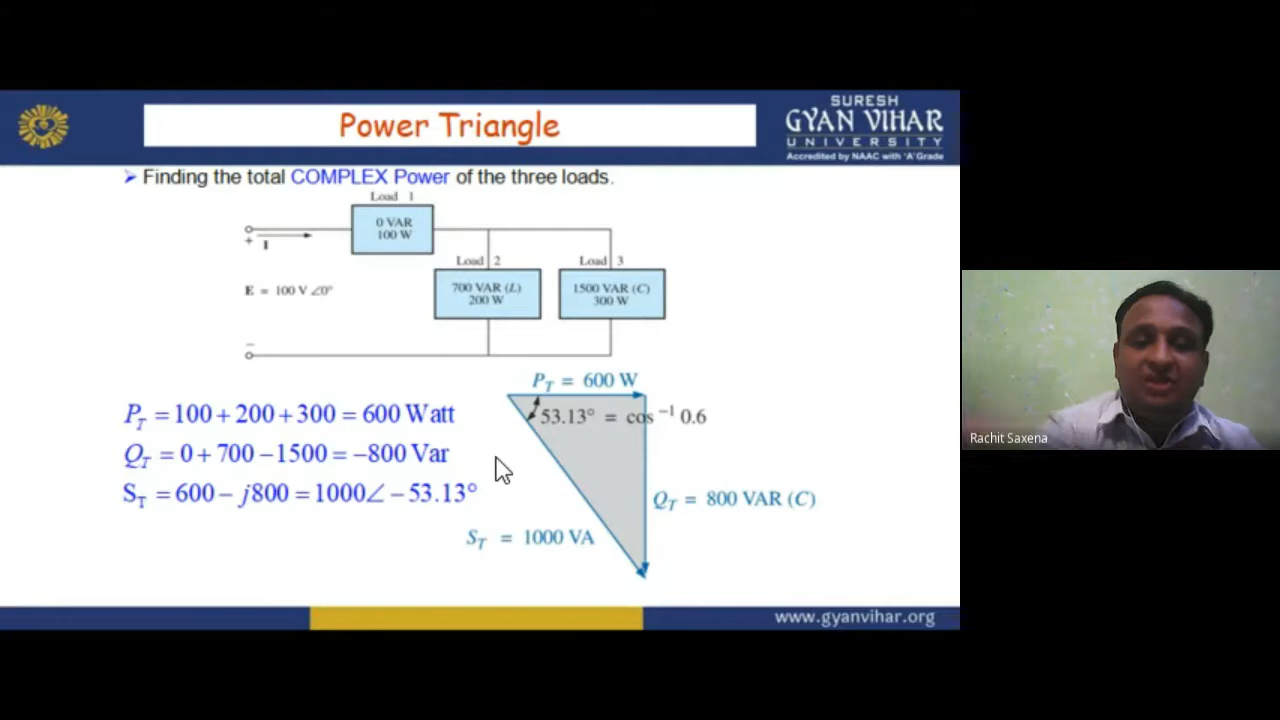 Power Triangle
SURESH
GYAN VIHAR
UNIVERSITY
Accredited by NAAC with 'A' Grade
➢ Finding the total COMPLEX Power of the three loads.
Load 1
0 VAR
100 W
+
I
Load 2
700 VAR (L)
200 W
Load 3
1500 VAR (C)
300 W
E = 100 V ∠0°
−
P_T = 600 W
53.13° = cos⁻¹ 0.6
Q_T = 800 VAR (C)
S_T = 1000 VA
P_T = 100 + 200 + 300 = 600 Watt
Q_T = 0 + 700 − 1500 = −800 Var
S_T = 600 − j800 = 1000∠ − 53.13°
www.gyanvihar.org
Rachit Saxena